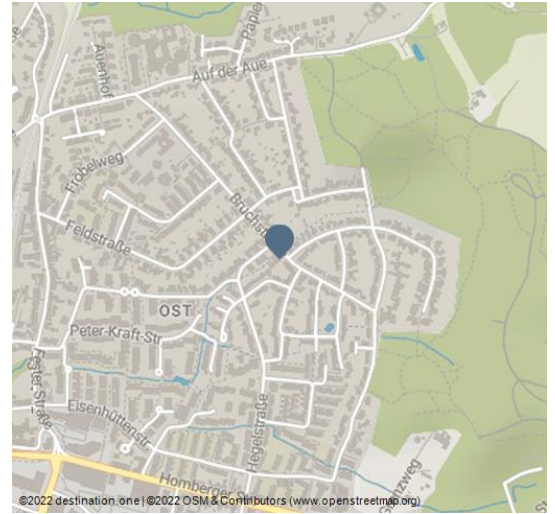 Auenhof
Papier
Auf der Aue
Fröbelweg
Bruchstr
Feldstraße
OST
Peter-Kraft-Str.
Fester Straße
Eisenhüttenstr.
Hegelstraße
Homberger
©2022 destination.one | ©2022 OSM & Contributors (www.openstreetmap.org)